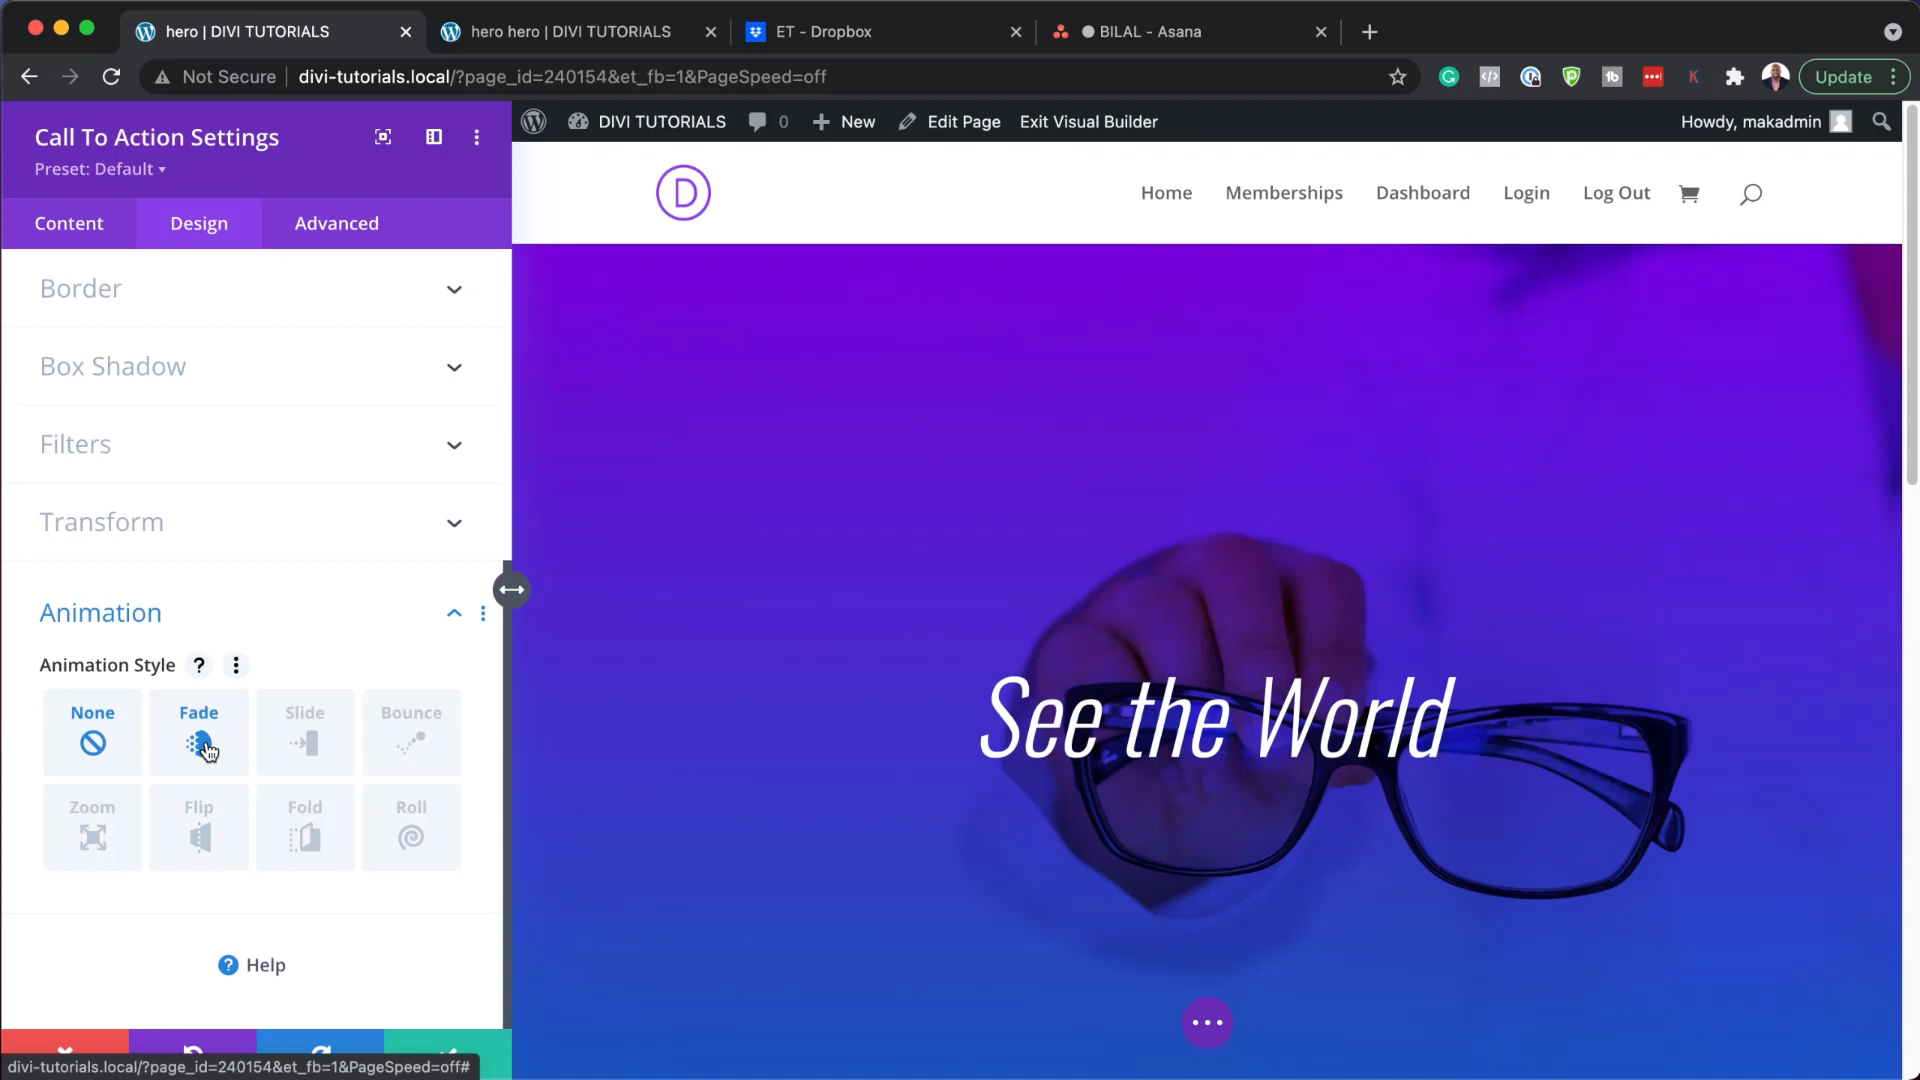 hero | DIVI TUTORIALS
hero hero | DIVI TUTORIALS
ET - Dropbox
BILAL - Asana
Not Secure
divi-tutorials.local/?page_id=240154&et_fb=1&PageSpeed=off
Update
Call To Action Settings
Preset: Default
Content
Design
Advanced
Border
Box Shadow
Filters
Transform
Animation
Animation Style ?
None
Fade
Slide
Bounce
Zoom
Flip
Fold
Roll
? Help
divi-tutorials.local/?page_id=240154&et_fb=1&PageSpeed=off#
DIVI TUTORIALS
0
New
Edit Page
Exit Visual Builder
Howdy, makadmin
D
Home
Memberships
Dashboard
Login
Log Out
See the World